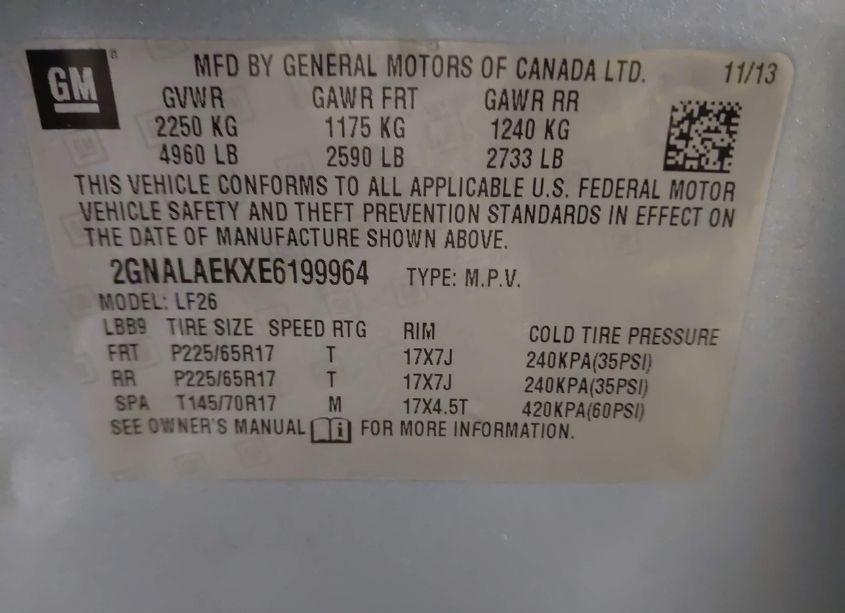 GM®
MFD BY GENERAL MOTORS OF CANADA LTD. 11/13
GVWR GAWR FRT GAWR RR
2250 KG 1175 KG 1240 KG
4960 LB 2590 LB 2733 LB
THIS VEHICLE CONFORMS TO ALL APPLICABLE U.S. FEDERAL MOTOR
VEHICLE SAFETY AND THEFT PREVENTION STANDARDS IN EFFECT ON
THE DATE OF MANUFACTURE SHOWN ABOVE.
2GNALAEKXE6199964 TYPE: M.P.V.
MODEL: LF26
LBB9 TIRE SIZE SPEED RTG RIM COLD TIRE PRESSURE
FRT P225/65R17 T 17X7J 240KPA(35PSI)
RR P225/65R17 T 17X7J 240KPA(35PSI)
SPA T145/70R17 M 17X4.5T 420KPA(60PSI)
SEE OWNER'S MANUAL i FOR MORE INFORMATION.